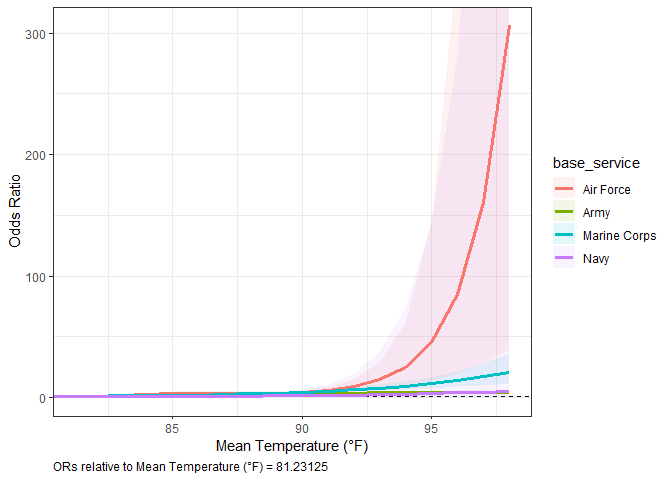 300
200
100
0
Odds Ratio
85
90
95
Mean Temperature (°F)
ORs relative to Mean Temperature (°F) = 81.23125
base_service
Air Force
Army
Marine Corps
Navy